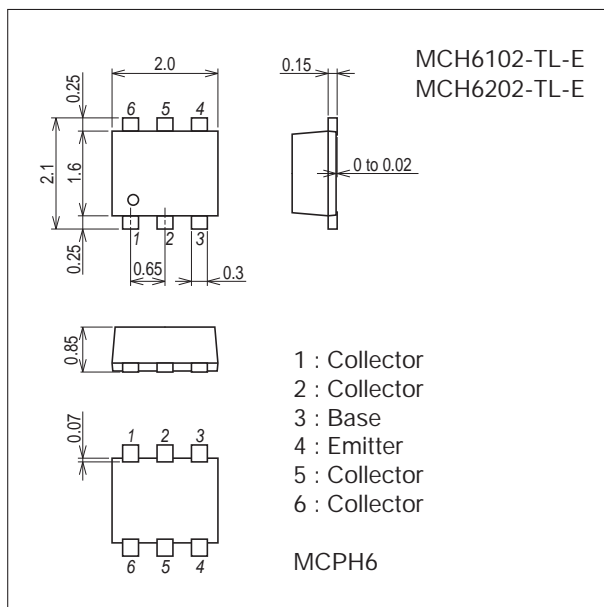 MCH6102-TL-E
MCH6202-TL-E
2.0
0.15
0.25
6 5 4
2.1
1.6
0 to 0.02
1 2 3
0.25
0.65
0.3
0.85
1 : Collector
2 : Collector
3 : Base
4 : Emitter
5 : Collector
6 : Collector
0.07
1 2 3
6 5 4
MCPH6